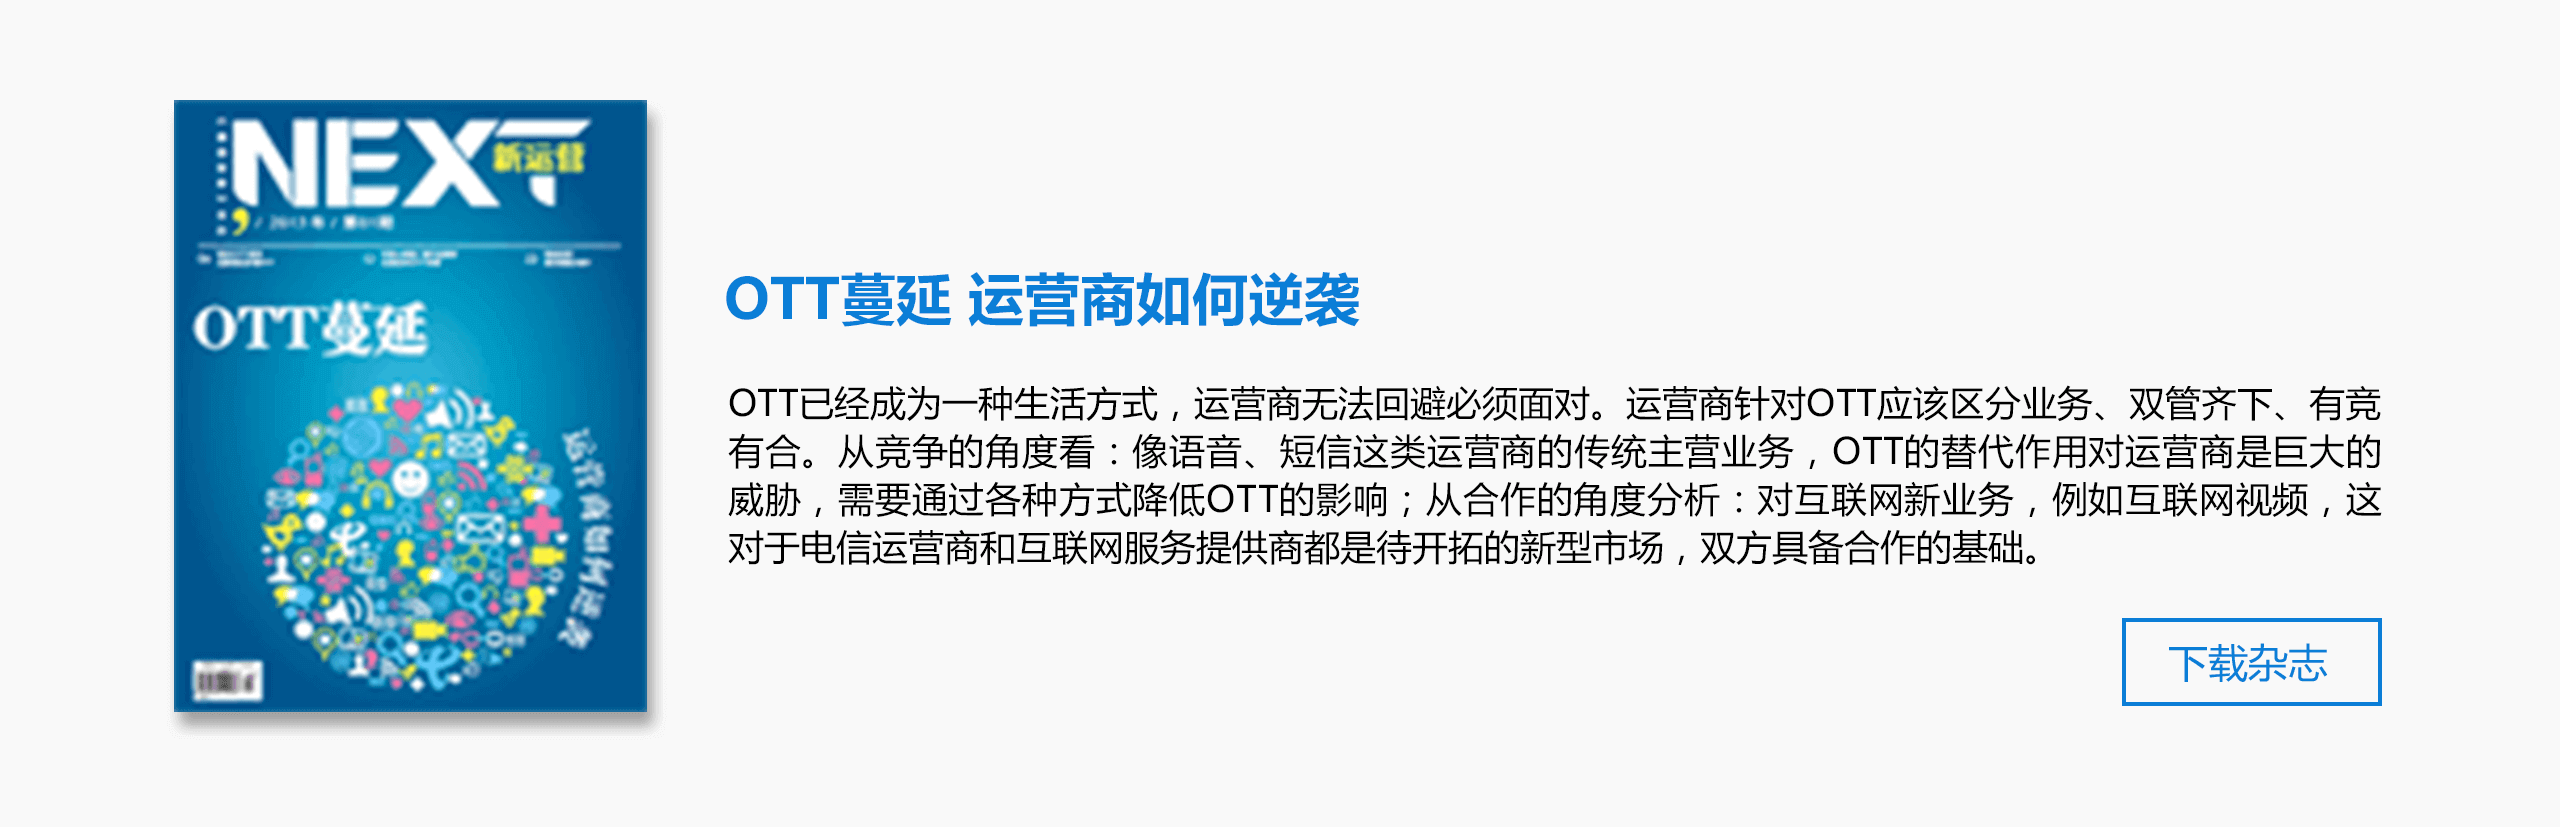 NEXT
新运营
/ 2013年 / 第01期
OTT蔓延
运营商如何逆袭
OTT蔓延 运营商如何逆袭
OTT已经成为一种生活方式，运营商无法回避必须面对。运营商针对OTT应该区分业务、双管齐下、有竞
有合。从竞争的角度看：像语音、短信这类运营商的传统主营业务，OTT的替代作用对运营商是巨大的
威胁，需要通过各种方式降低OTT的影响；从合作的角度分析：对互联网新业务，例如互联网视频，这
对于电信运营商和互联网服务提供商都是待开拓的新型市场，双方具备合作的基础。
下载杂志